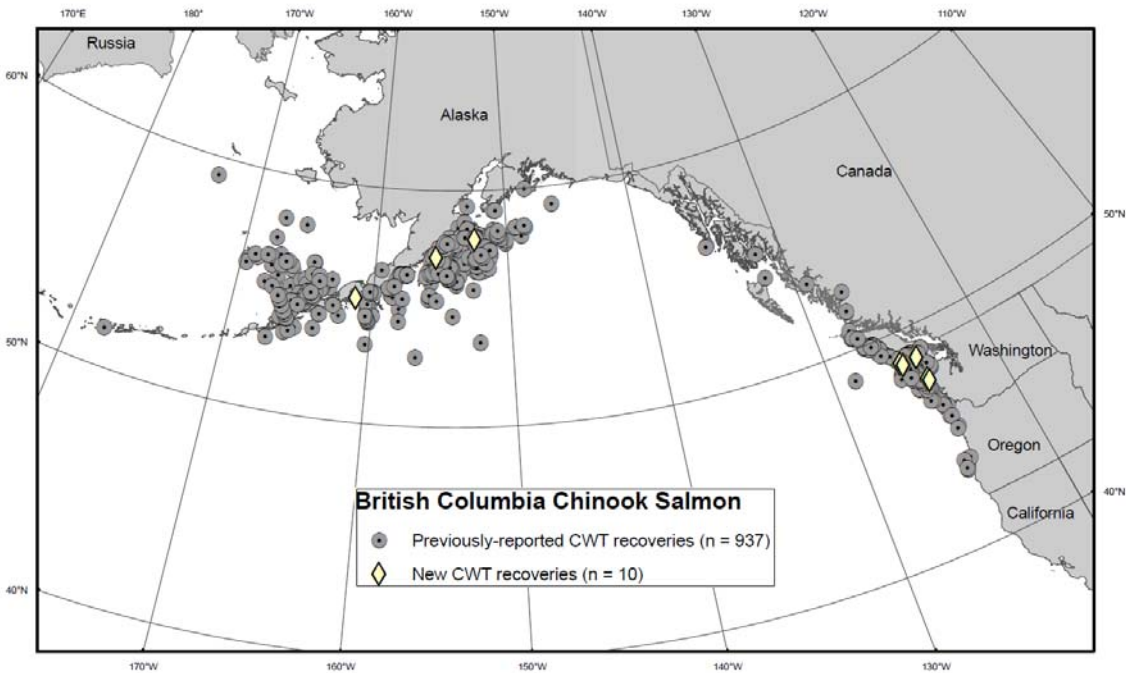 170°E 180° 170°W 160°W 150°W 140°W 130°W 120°W 110°W
Russia
60°N
Alaska
Canada
50°N
Washington
50°N
Oregon
40°N
British Columbia Chinook Salmon
California
Previously-reported CWT recoveries (n = 937)
New CWT recoveries (n = 10)
40°N
170°W 160°W 150°W 140°W 130°W